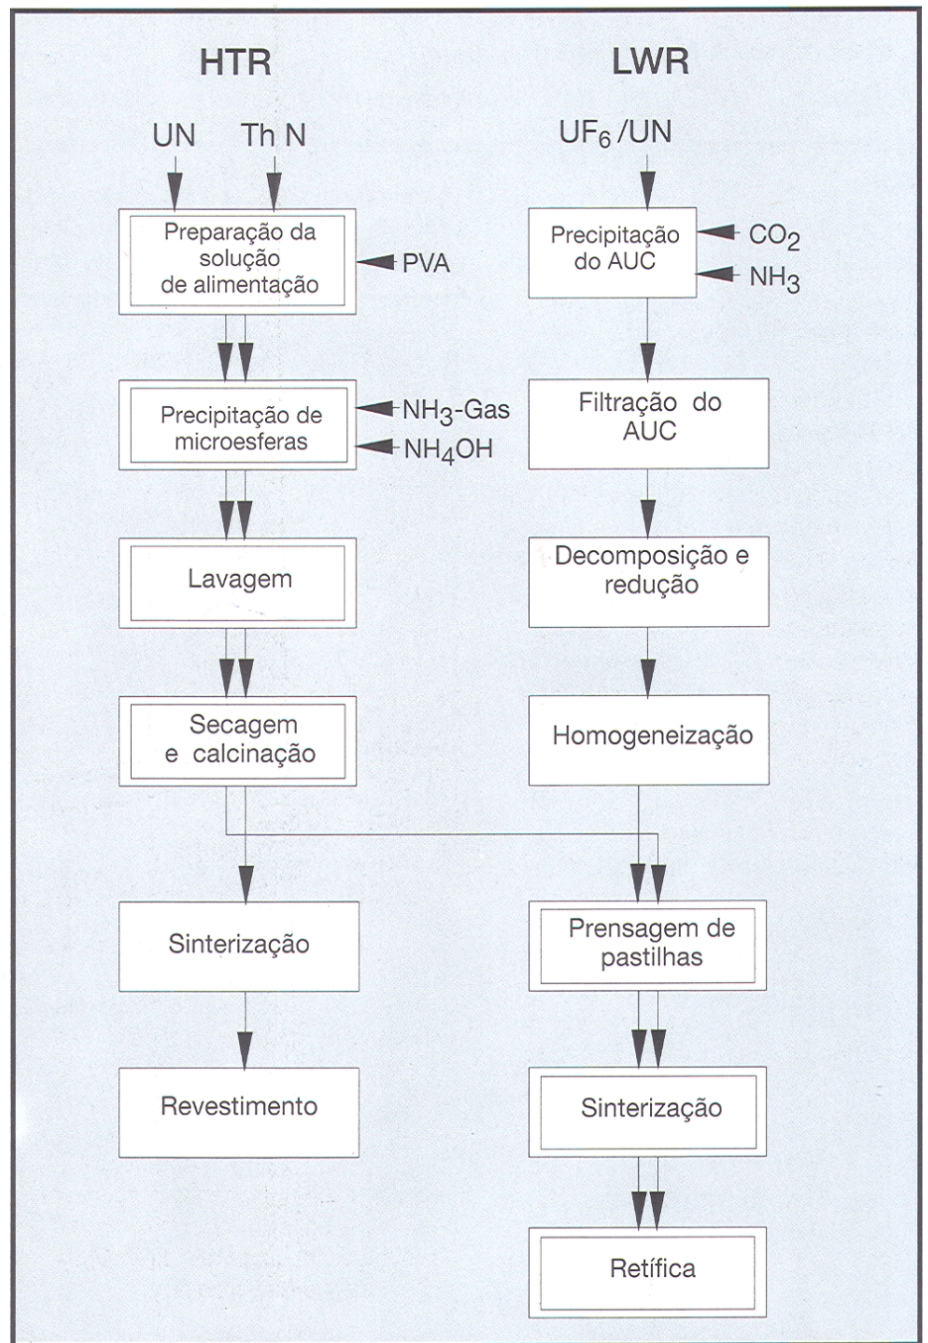 HTR
UN Th N
Preparação da
solução
de alimentação
PVA
Precipitação de
microesferas
NH3-Gas
NH4OH
Lavagem
Secagem
e calcinação
Sinterização
Revestimento
LWR
UF6/UN
Precipitação
do AUC
CO2
NH3
Filtração do
AUC
Decomposição e
redução
Homogeneização
Prensagem de
pastilhas
Sinterização
Retífica